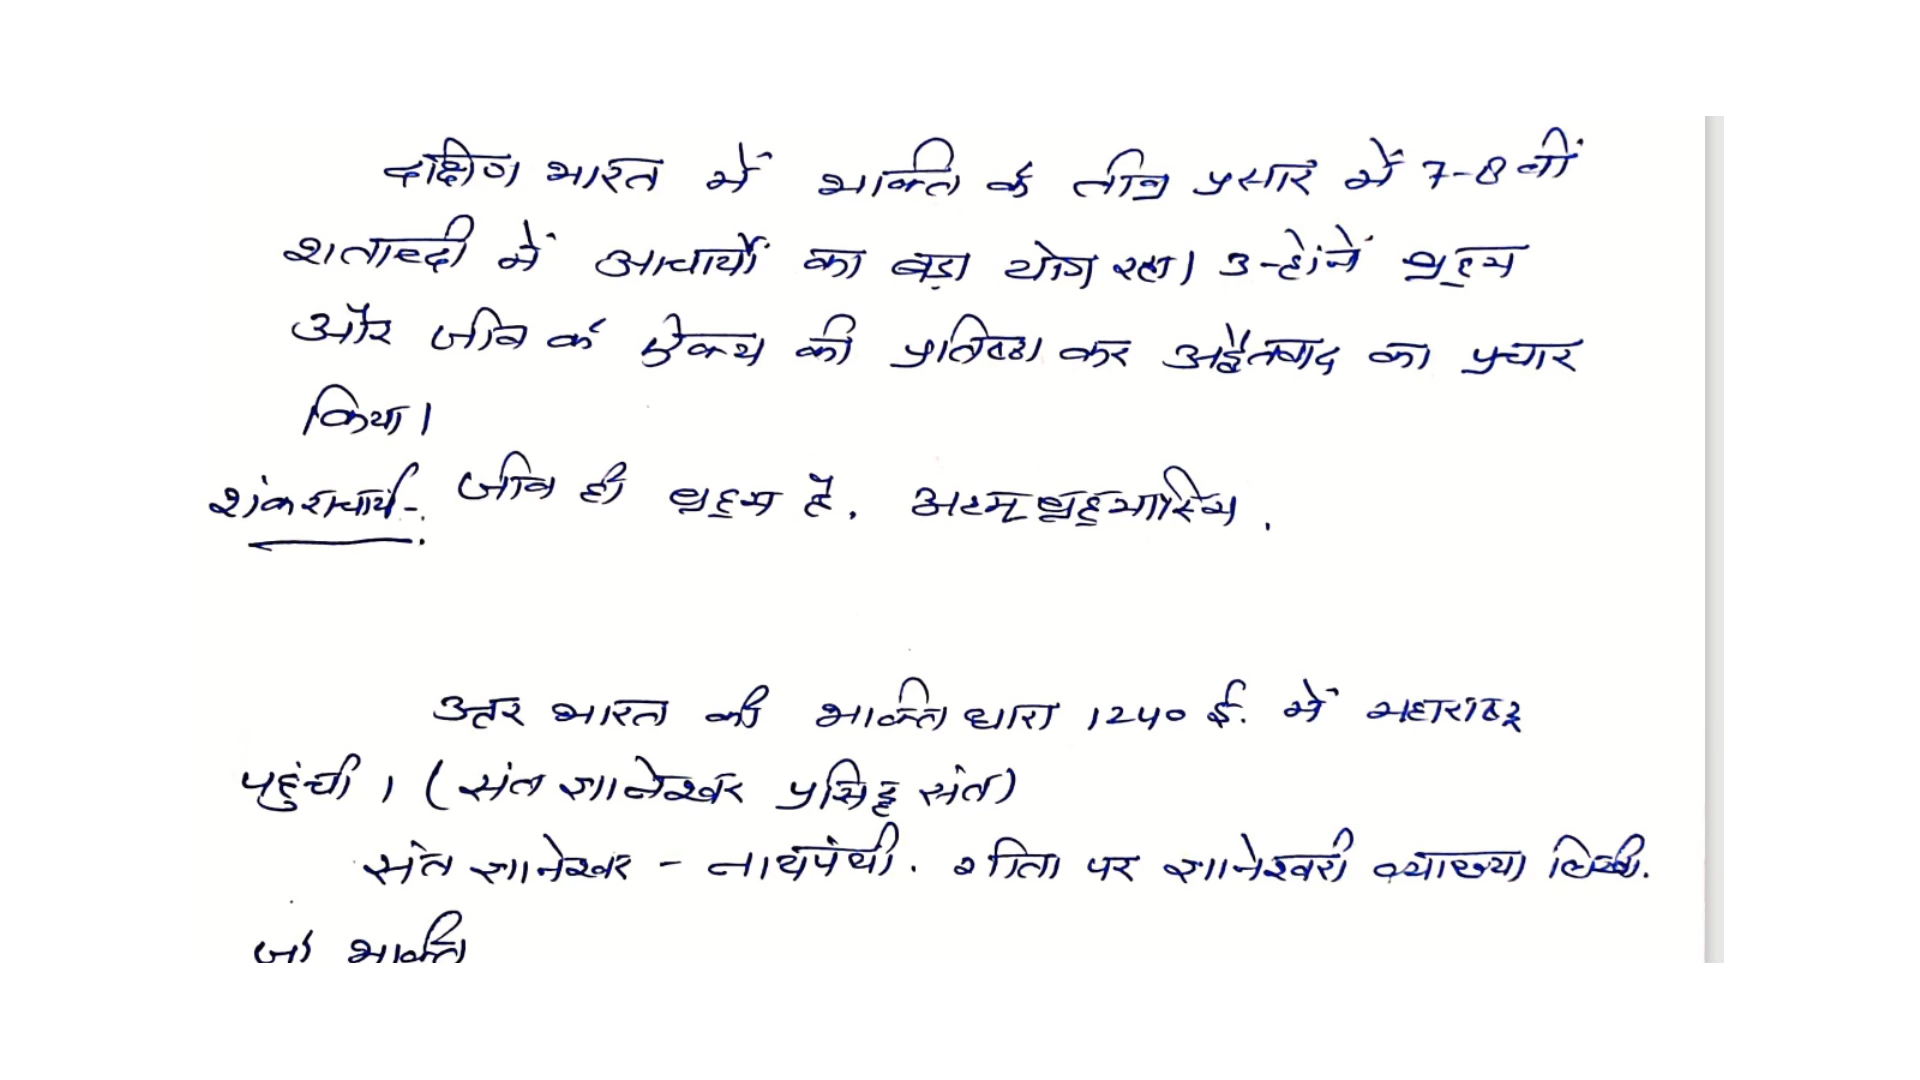 दक्षिण भारत में भक्ति के तीव्र प्रसार में 7-8 वीं
शताब्दी में आचार्यों का बड़ा योग रहा। उन्होंने ब्रह्म
और जीव के ऐक्य की प्रतिष्ठा कर अद्वैतवाद का प्रचार
किया।
शंकराचार्य-. जीव ही ब्रह्म है. अहम् ब्रह्मास्मि.
उत्तर भारत की भक्ति धारा 1240 ई. में महाराष्ट्र
पहुंची। (संत ज्ञानेश्वर प्रसिद्ध संत)
संत ज्ञानेश्वर - नाथपंथी. गीता पर ज्ञानेश्वरी व्याख्या लिखी.
जो भक्ति